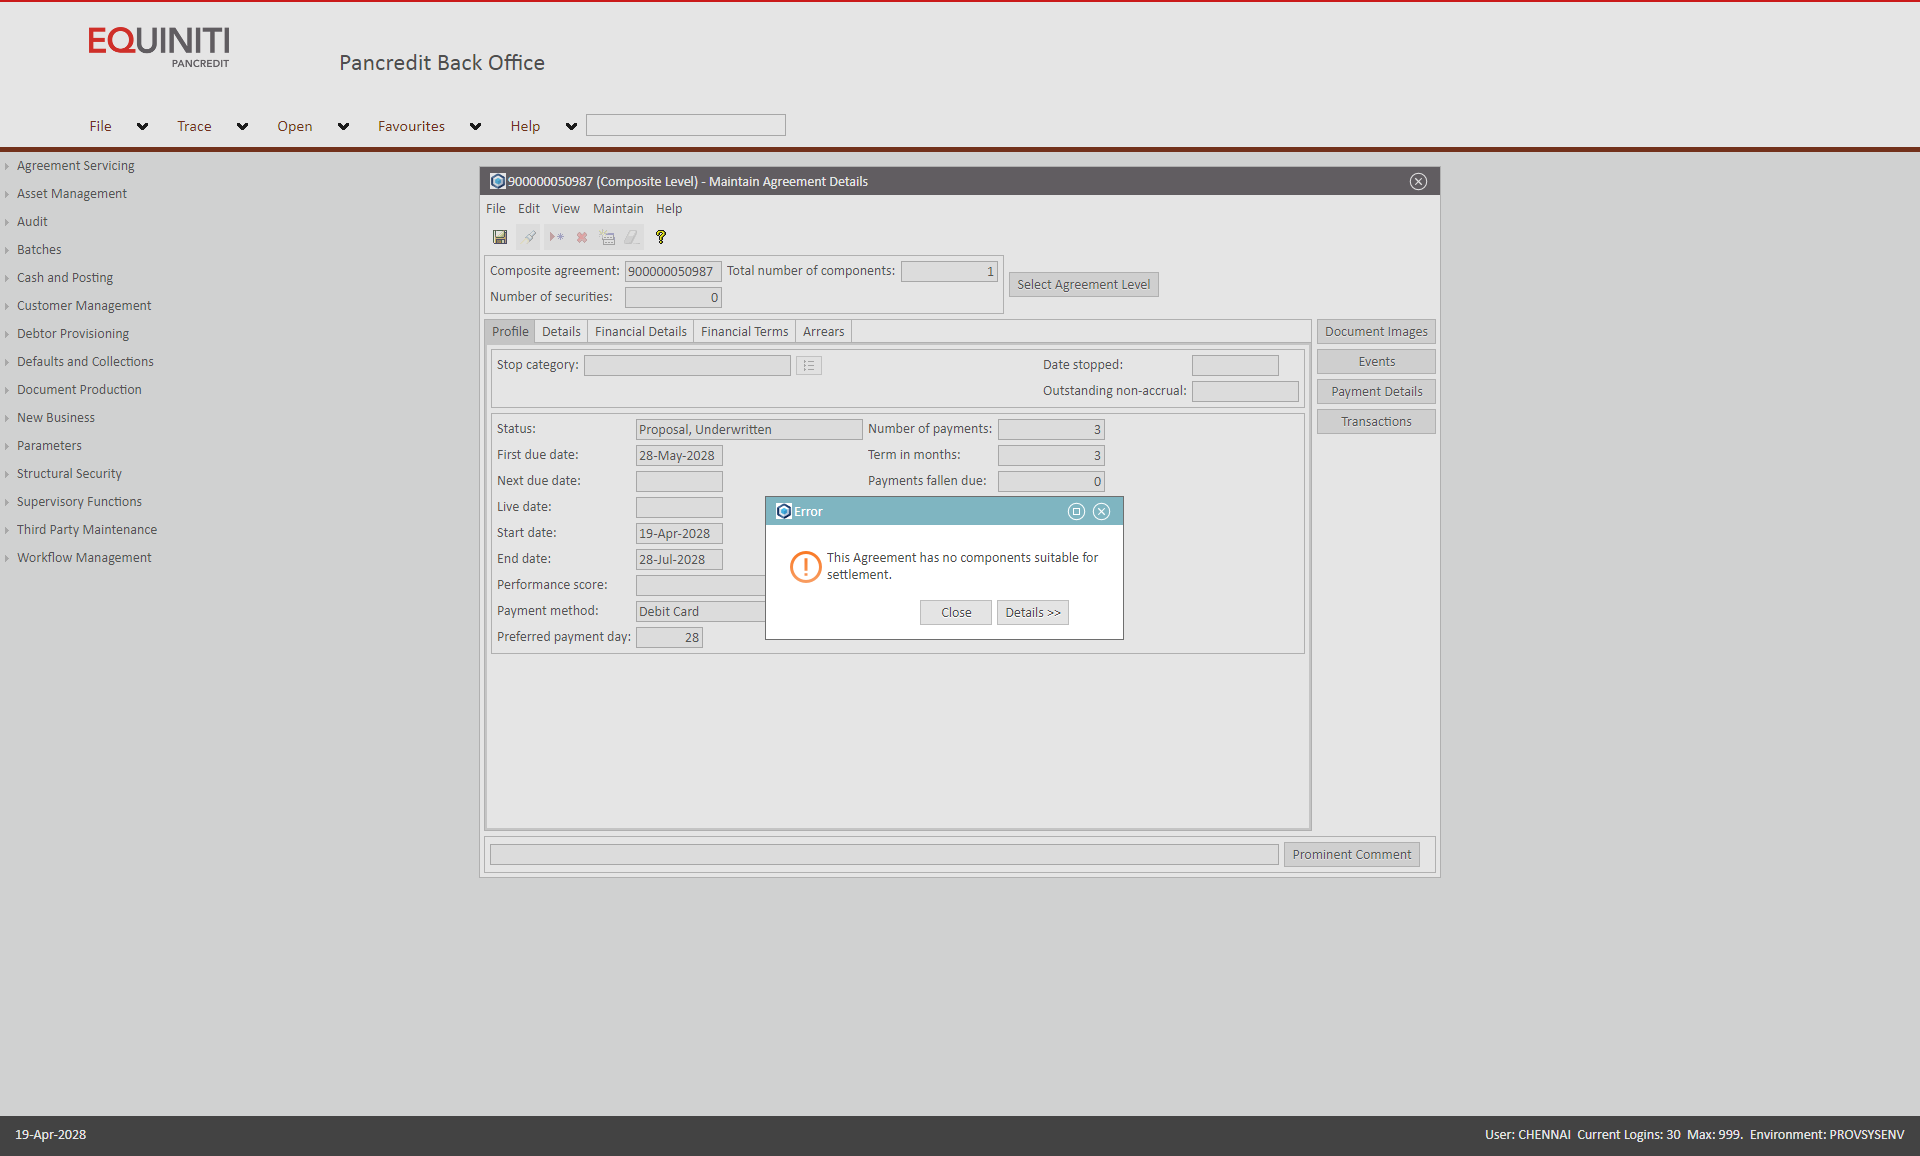 EQUINITI
PANCREDIT
Pancredit Back Office
File Trace Open Favourites Help
Agreement Servicing
Asset Management
Audit
Batches
Cash and Posting
Customer Management
Debtor Provisioning
Defaults and Collections
Document Production
New Business
Parameters
Structural Security
Supervisory Functions
Third Party Maintenance
Workflow Management
900000050987 (Composite Level) - Maintain Agreement Details
File Edit View Maintain Help
Composite agreement: 900000050987 Total number of components: 1
Number of securities: 0
Select Agreement Level
Profile Details Financial Details Financial Terms Arrears
Document Images
Events
Payment Details
Transactions
Stop category: Date stopped:
Outstanding non-accrual:
Status: Proposal, Underwritten Number of payments: 3
First due date: 28-May-2028 Term in months: 3
Next due date: Payments fallen due: 0
Live date:
Start date: 19-Apr-2028
End date: 28-Jul-2028
Performance score:
Payment method: Debit Card
Preferred payment day: 28
Error
This Agreement has no components suitable for
settlement.
Close Details >>
Prominent Comment
19-Apr-2028
User: CHENNAI Current Logins: 30 Max: 999. Environment: PROVSYSENV